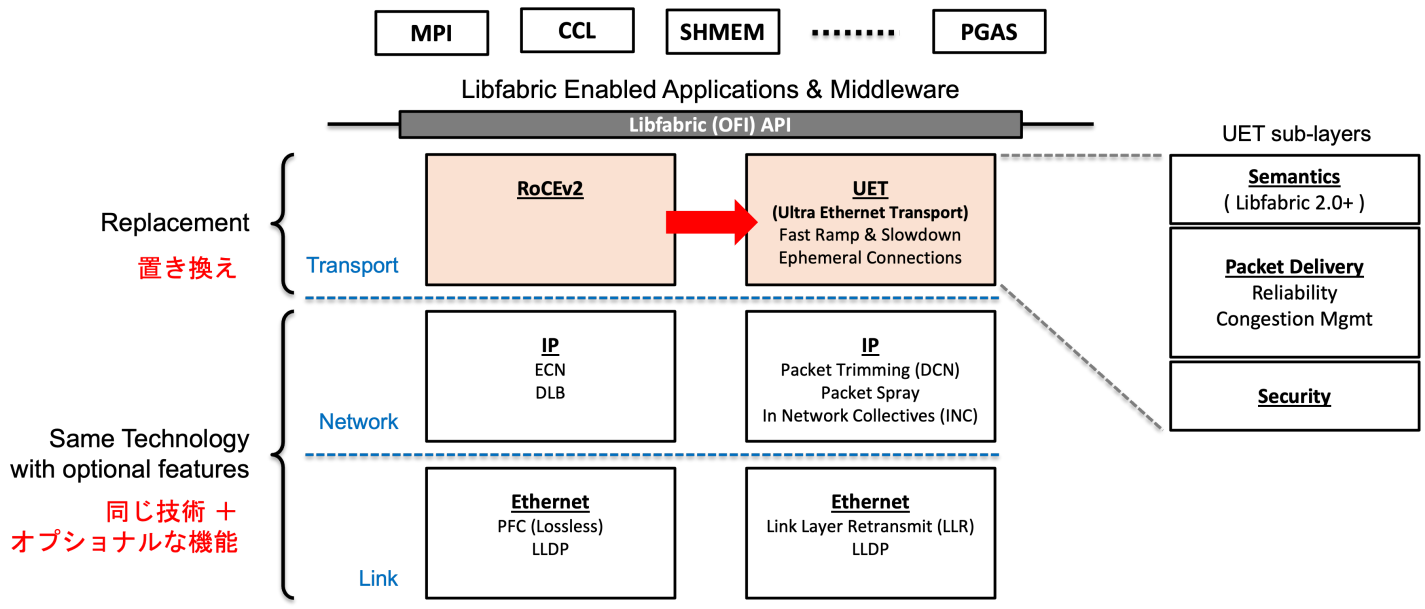 MPI
CCL
SHMEM
PGAS
Libfabric Enabled Applications & Middleware
Libfabric (OFI) API
Replacement
置き換え
Transport
RoCEv2
UET
(Ultra Ethernet Transport)
Fast Ramp & Slowdown
Ephemeral Connections
UET sub-layers
Semantics
( Libfabric 2.0+ )
Packet Delivery
Reliability
Congestion Mgmt
Security
Same Technology
with optional features
同じ技術 ＋
オプショナルな機能
Network
IP
ECN
DLB
IP
Packet Trimming (DCN)
Packet Spray
In Network Collectives (INC)
Link
Ethernet
PFC (Lossless)
LLDP
Ethernet
Link Layer Retransmit (LLR)
LLDP